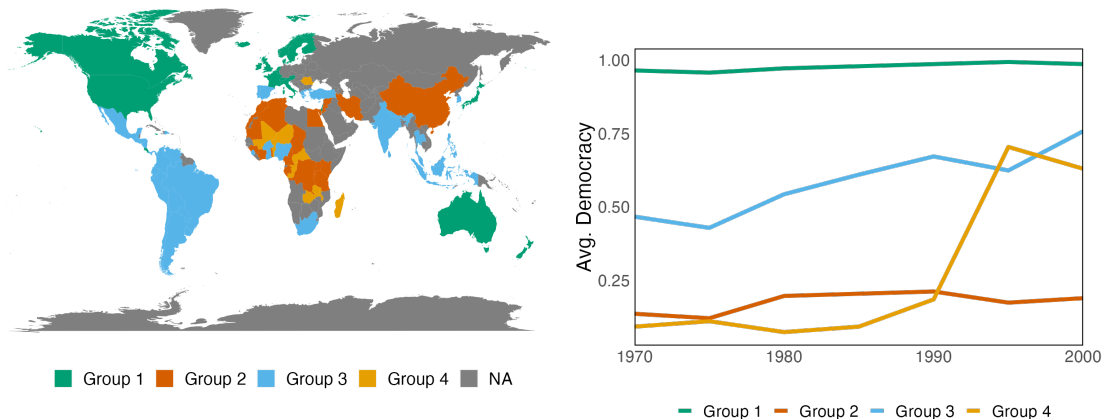 Group 1 Group 2 Group 3 Group 4 NA
Avg. Democracy
1.00
0.75
0.50
0.25
1970 1980 1990 2000
Group 1 Group 2 Group 3 Group 4